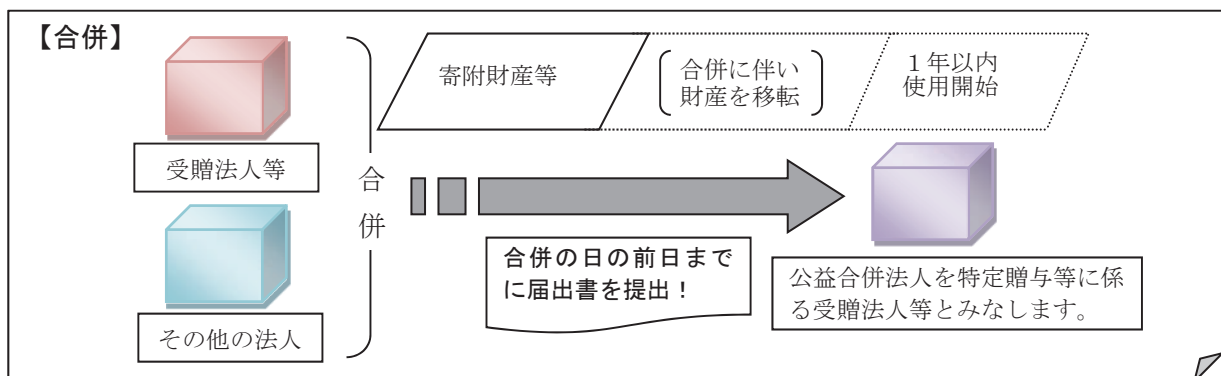 【合併】
受贈法人等
その他の法人
合
併
寄附財産等
合併に伴い
財産を移転
１年以内
使用開始
合併の日の前日まで
に届出書を提出！
公益合併法人を特定贈与等に係
る受贈法人等とみなします。